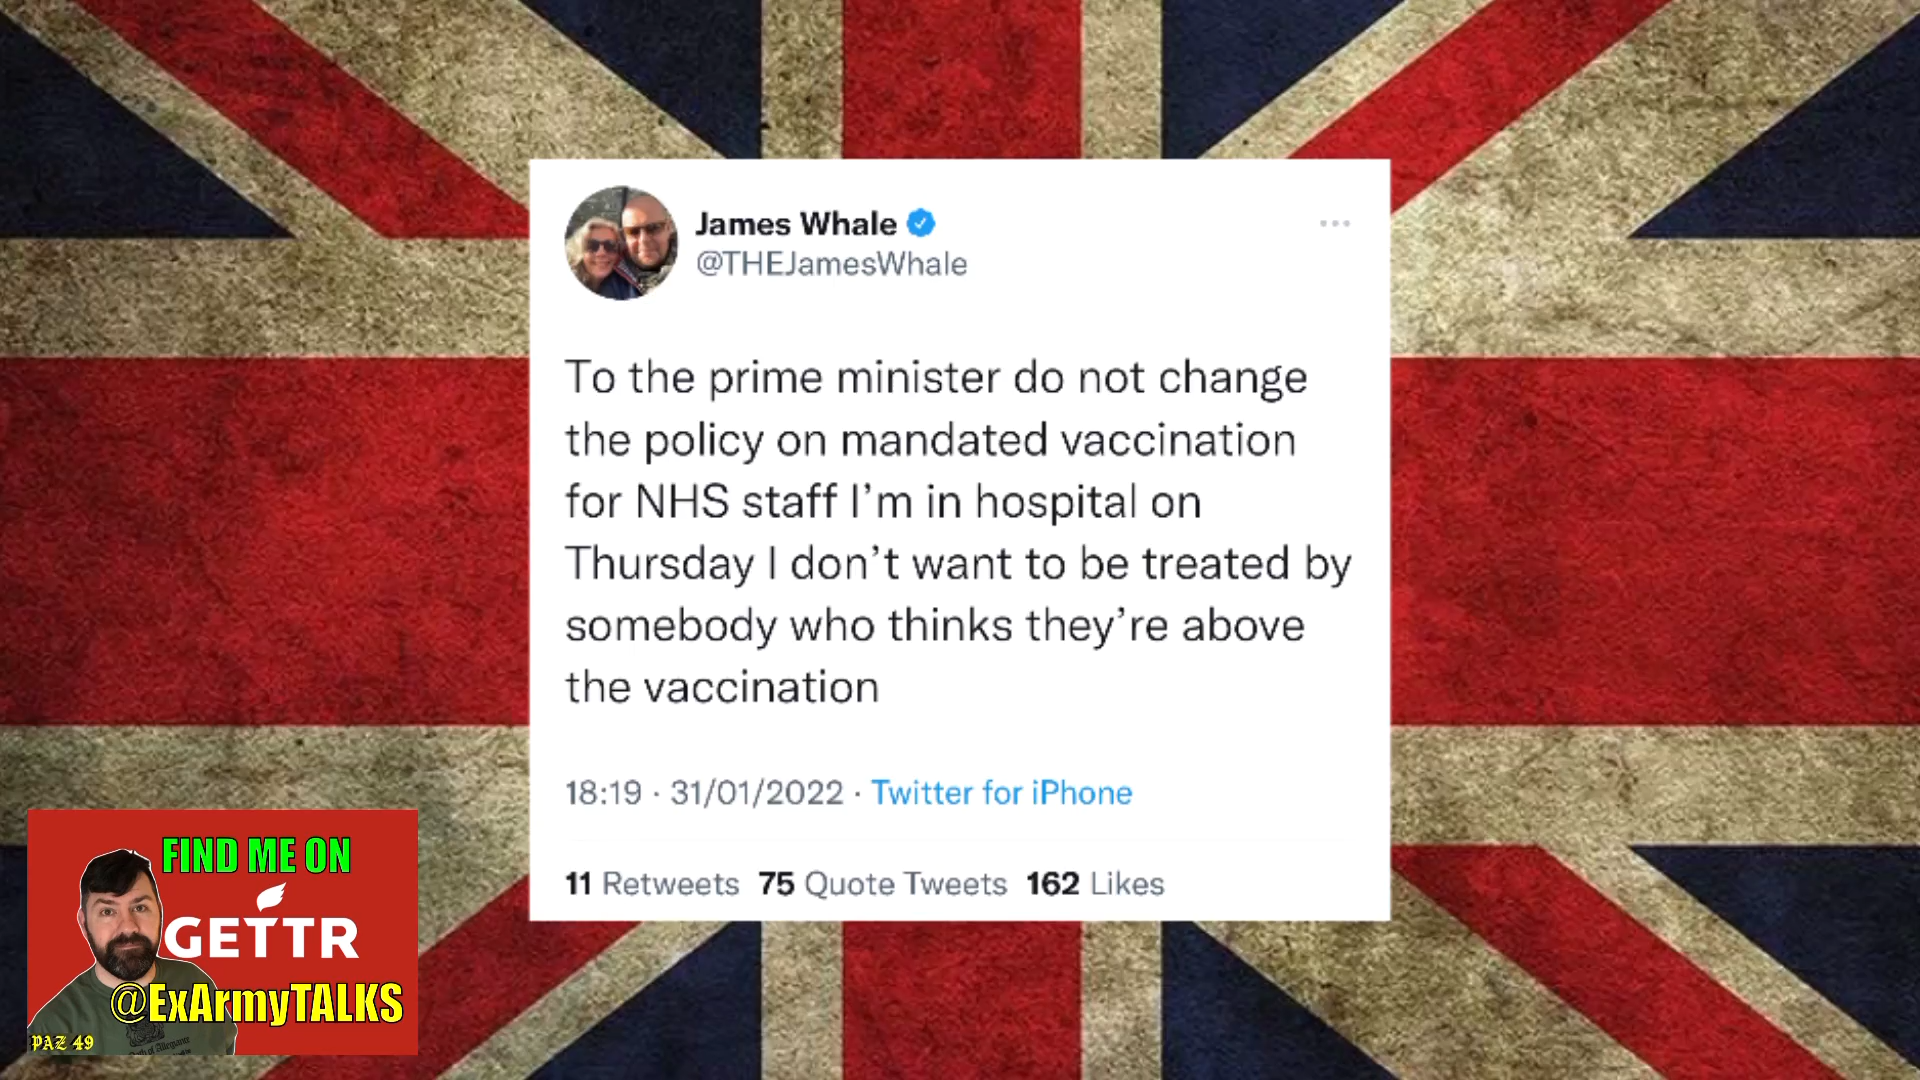 James Whale
@THEJamesWhale
To the prime minister do not change
the policy on mandated vaccination
for NHS staff I’m in hospital on
Thursday I don’t want to be treated by
somebody who thinks they’re above
the vaccination
18:19 · 31/01/2022 · Twitter for iPhone
11 Retweets 75 Quote Tweets 162 Likes
FIND ME ON
GETTR
@ExArmyTALKS
PAZ 49